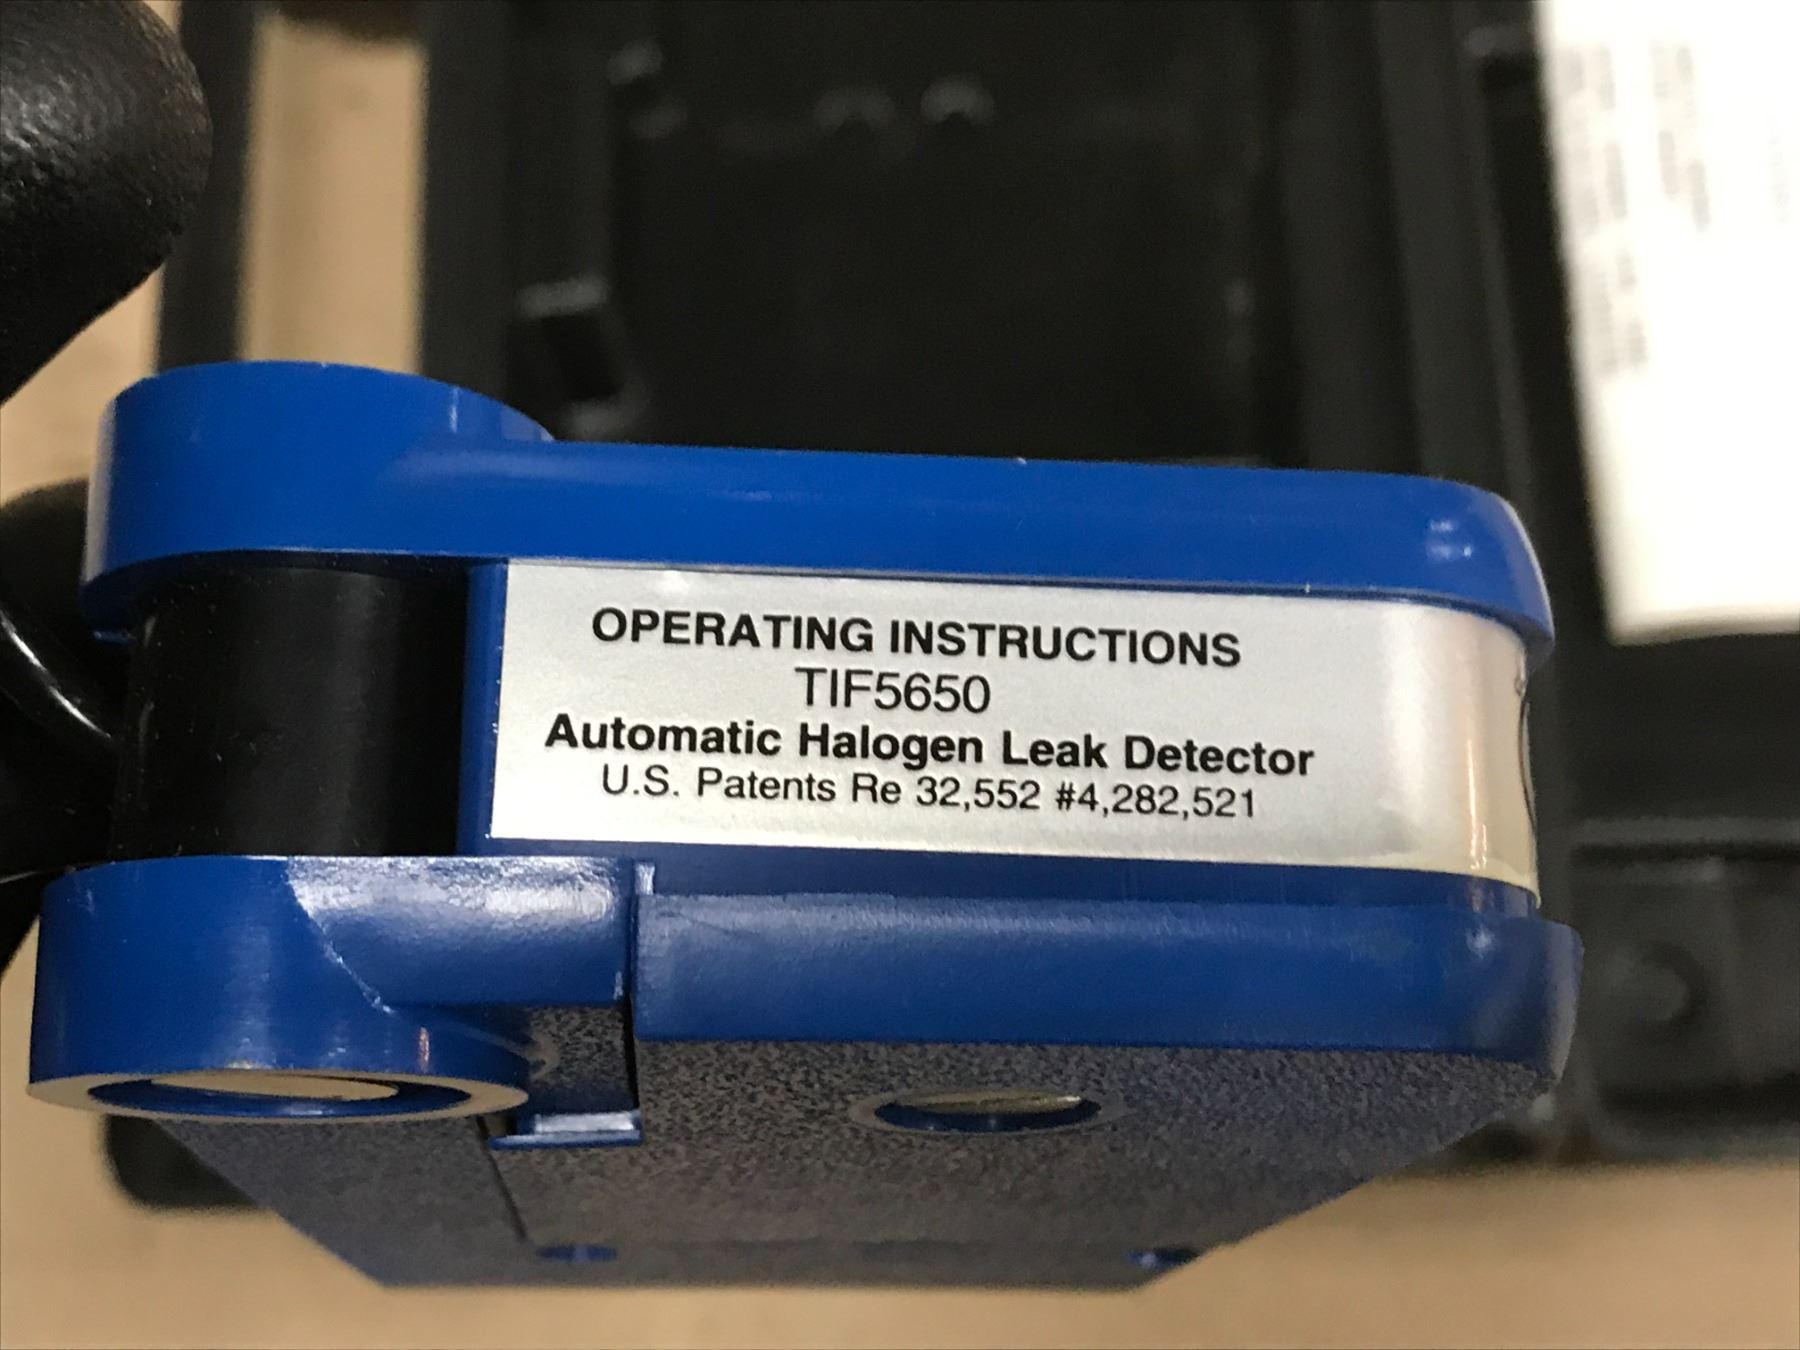 OPERATING INSTRUCTIONS
TIF5650
Automatic Halogen Leak Detector
U.S. Patents Re 32,552 #4,282,521